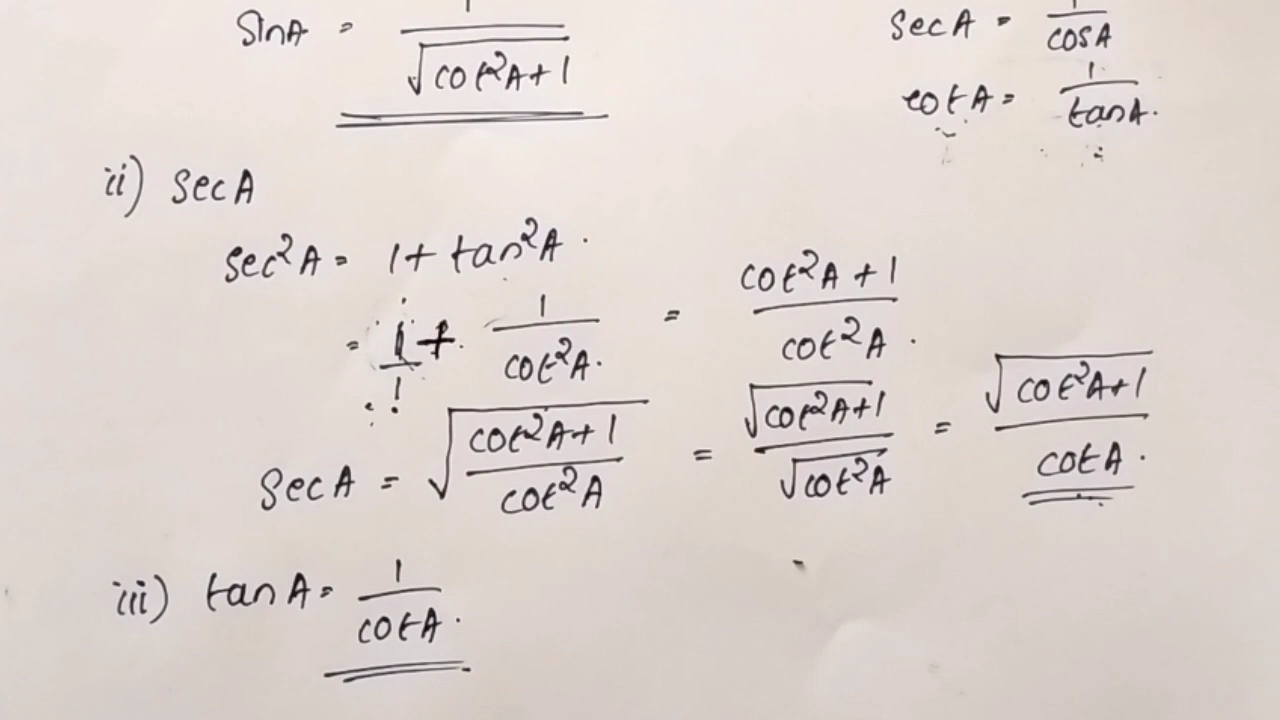 sinA = 1/√(cot²A+1)
secA = 1/cosA
cotA = 1/tanA.
ii) secA
sec²A = 1+ tan²A.
= 1/1 + 1/cot²A. = (cot²A+1)/cot²A.
secA = √((cot²A+1)/cot²A) = √(cot²A+1)/√(cot²A) = √(cot²A+1)/cotA.
iii) tanA = 1/cotA.